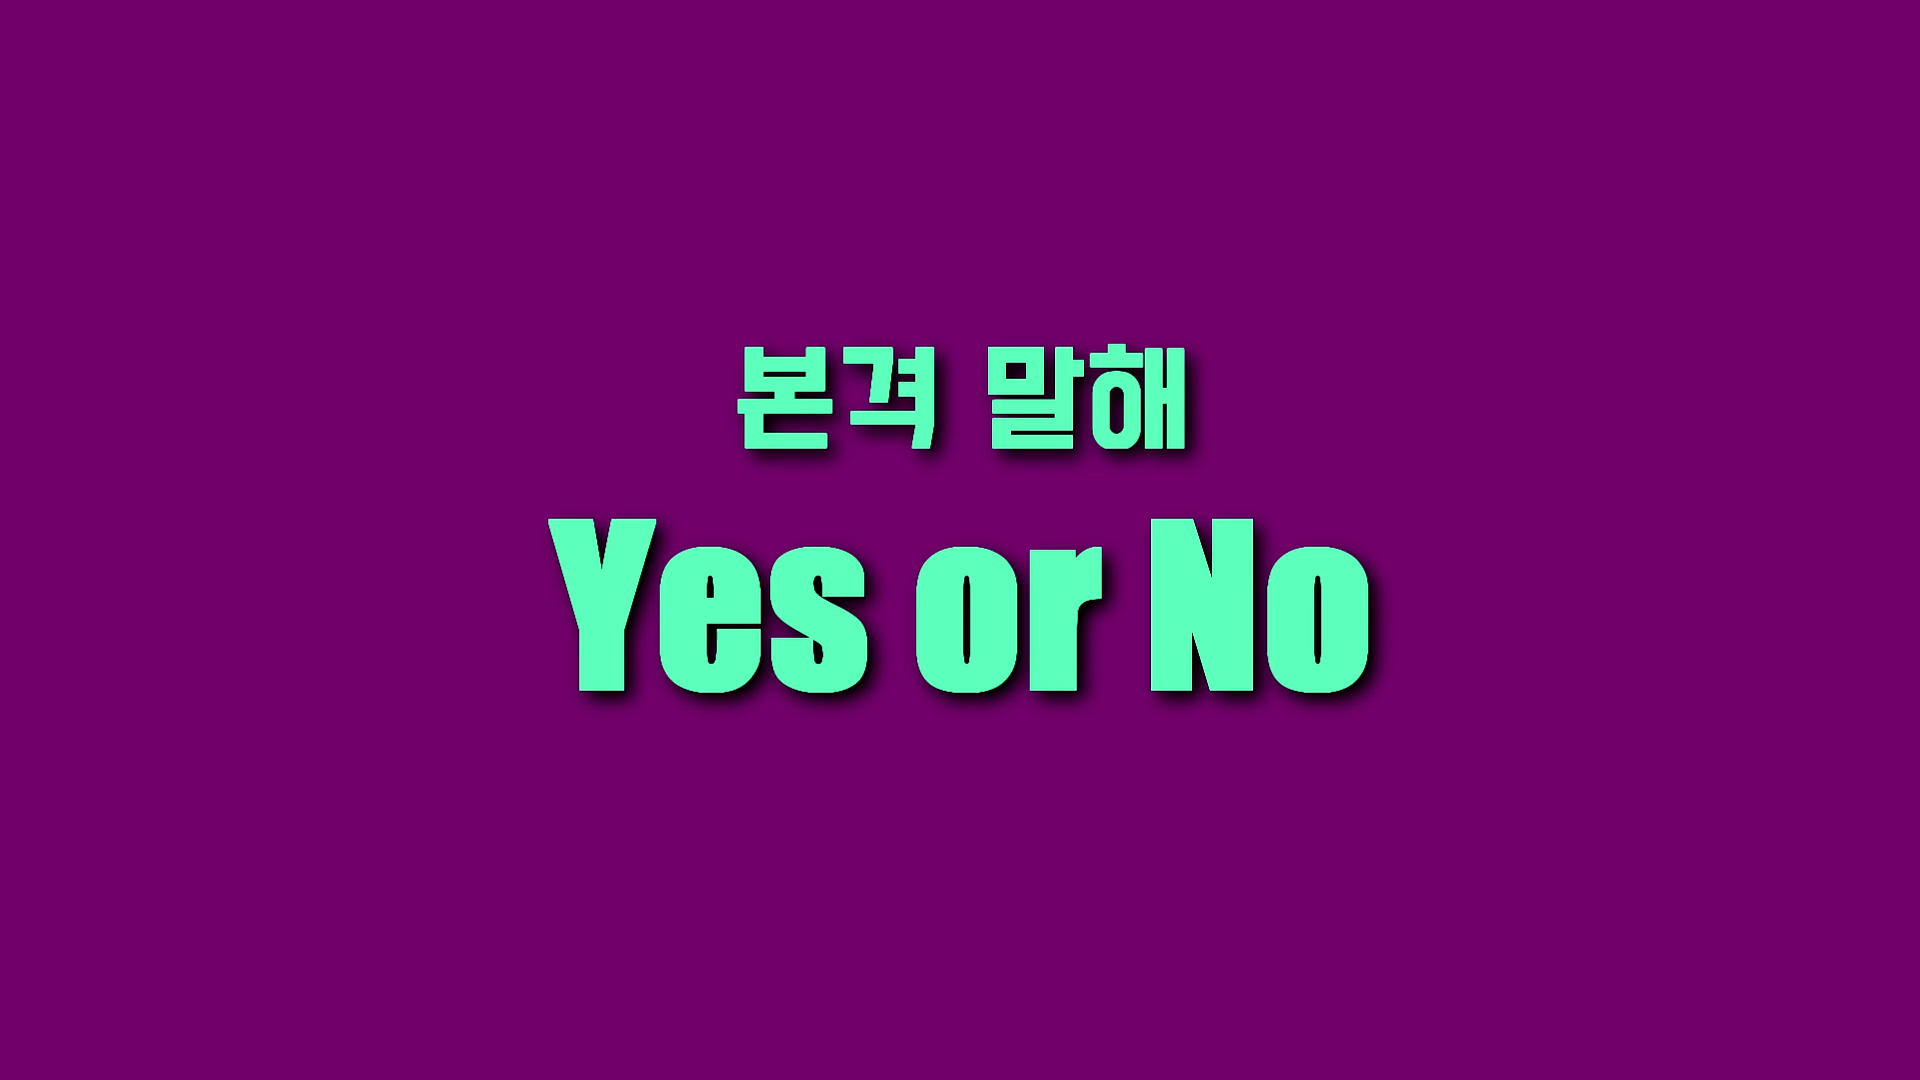 본격 말해
Yes or No